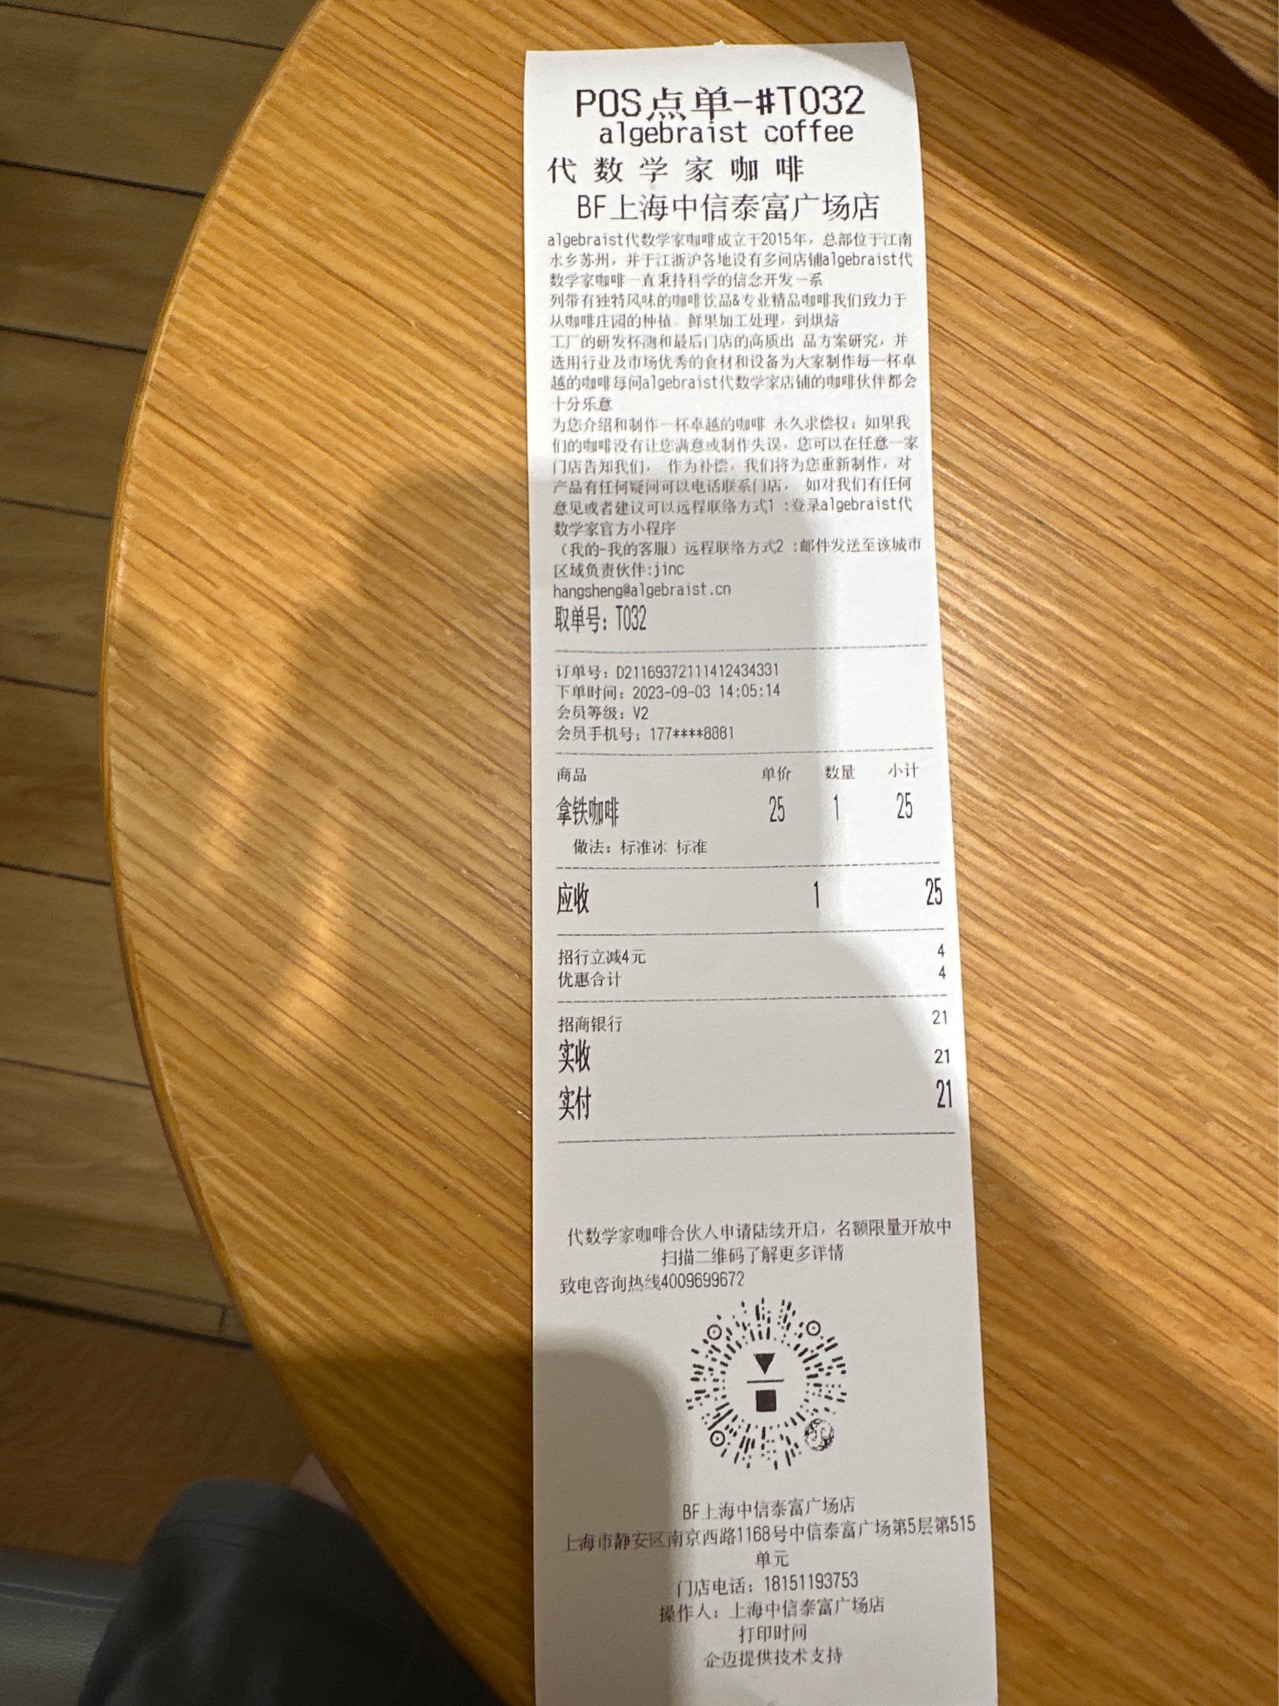 POS点单-#T032
algebraist coffee
代数学家咖啡
BF上海中信泰富广场店
algebraist代数学家咖啡成立于2015年，总部位于江南
水乡苏州，并于江浙沪各地设有多间店铺algebraist代
数学家咖啡一直秉持科学的信念开发一系
列带有独特风味的咖啡饮品&专业精品咖啡我们致力于
从咖啡庄园的种植。鲜果加工处理，到烘焙
工厂的研发杯测和最后门店的高质出 品方案研究，并
选用行业及市场优秀的食材和设备为大家制作每一杯卓
越的咖啡每间algebraist代数学家店铺的咖啡伙伴都会
十分乐意
为您介绍和制作一杯卓越的咖啡 永久求偿权：如果我
们的咖啡没有让您满意或制作失误，您可以在任意一家
门店告知我们， 作为补偿，我们将为您重新制作，对
产品有任何疑问可以电话联系门店， 如对我们有任何
意见或者建议可以远程联络方式1 :登录algebraist代
数学家官方小程序
（我的-我的客服）远程联络方式2 :邮件发送至该城市
区域负责伙伴:jinc
hangsheng@algebraist.cn
取单号：T032
订单号：D21169372111412434331
下单时间：2023-09-03 14:05:14
会员等级：V2
会员手机号：177****8881
商品 单价 数量 小计
拿铁咖啡 25 1 25
做法：标准冰 标准
应收 1 25
招行立减4元 4
优惠合计 4
招商银行 21
实收 21
实付 21
代数学家咖啡合伙人申请陆续开启，名额限量开放中
扫描二维码了解更多详情
致电咨询热线4009699672
BF上海中信泰富广场店
上海市静安区南京西路1168号中信泰富广场第5层第515
单元
门店电话：18151193753
操作人：上海中信泰富广场店
打印时间
企迈提供技术支持